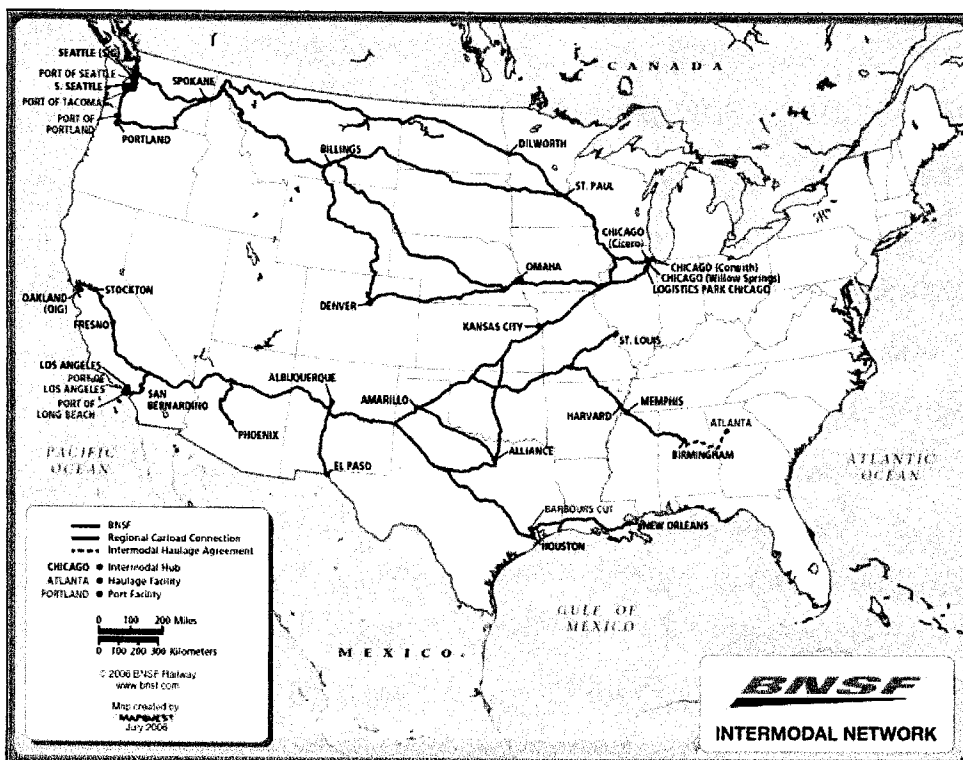 CANADA
SEATTLE (SIG)
PORT OF SEATTLE
S. SEATTLE
PORT OF TACOMA
PORT OF
PORTLAND
PORTLAND
SPOKANE
BILLINGS
DILWORTH
ST. PAUL
CHICAGO
(Cicero)
CHICAGO (Corwith)
CHICAGO (Willow Springs)
LOGISTICS PARK CHICAGO
OMAHA
DENVER
STOCKTON
OAKLAND
(OIG)
FRESNO
KANSAS CITY
ST. LOUIS
LOS ANGELES
PORT OF
LOS ANGELES
PORT OF
LONG BEACH
SAN
BERNARDINO
ALBUQUERQUE
AMARILLO
PHOENIX
HARVARD
MEMPHIS
ATLANTA
BIRMINGHAM
ALLIANCE
EL PASO
PACIFIC
OCEAN
ATLANTIC
OCEAN
BARBOURS CUT
NEW ORLEANS
HOUSTON
GULF OF
MEXICO
MEXICO
BNSF
Regional Carload Connection
Intermodal Haulage Agreement
CHICAGO Intermodal Hub
ATLANTA Haulage Facility
PORTLAND Port Facility
0 100 200 Miles
0 100 200 300 Kilometers
© 2006 BNSF Railway
www.bnsf.com
Map created by
MAPQUEST
July 2006
BNSF
INTERMODAL NETWORK